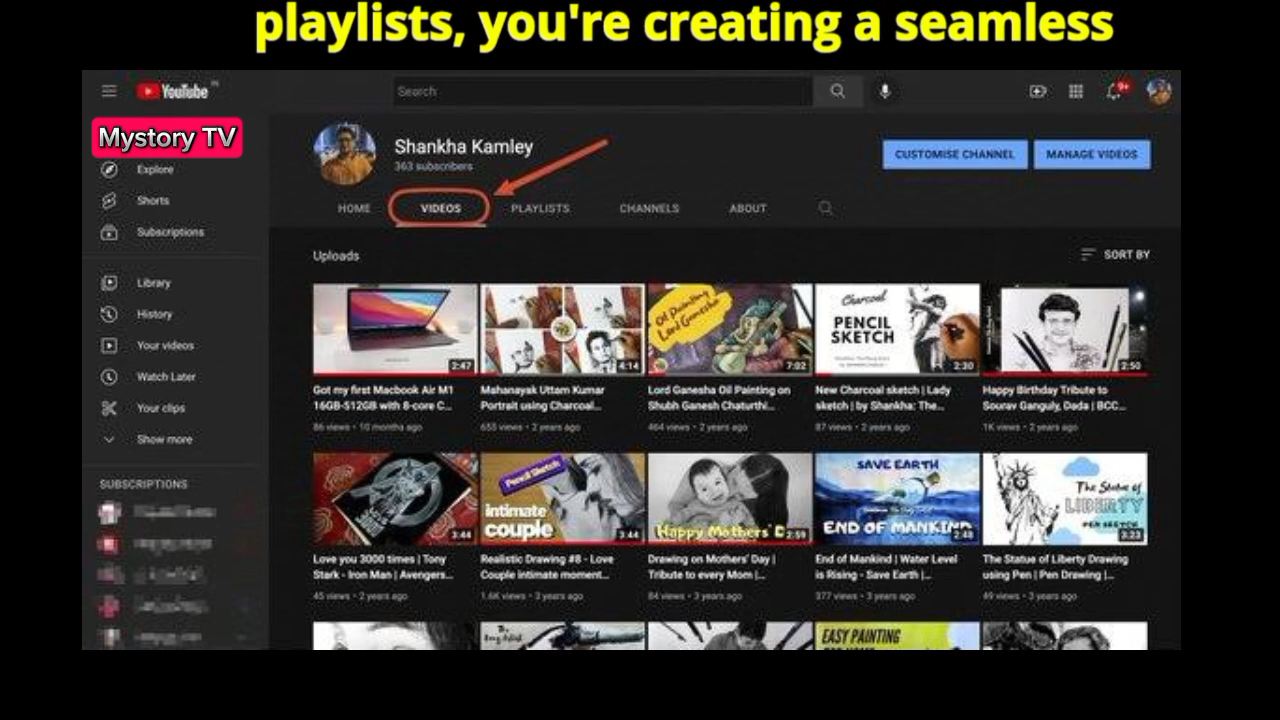 playlists, you're creating a seamless
YouTube
Search
9+
Mystory TV
Shankha Kamley
363 subscribers
CUSTOMISE CHANNEL
MANAGE VIDEOS
Explore
Shorts
Subscriptions
HOME
VIDEOS
PLAYLISTS
CHANNELS
ABOUT
Uploads
SORT BY
Library
History
Your videos
Watch Later
Your clips
Show more
SUBSCRIPTIONS
2:47
4:14
Oil Painting
Lord Ganesha
7:02
Charcoal
PENCIL
SKETCH
2:30
2:50
Got my first Macbook Air M1
16GB-512GB with 8-core C...
86 views • 10 months ago
Mahanayak Uttam Kumar
Portrait using Charcoal...
653 views • 2 years ago
Lord Ganesha Oil Painting on
Shubh Ganesh Chaturthi...
464 views • 2 years ago
New Charcoal sketch | Lady
sketch | by Shankha: The...
87 views • 2 years ago
Happy Birthday Tribute to
Sourav Ganguly, Dada | BCC...
1K views • 2 years ago
3:44
Pencil Sketch
intimate
couple
3:44
Happy Mothers' D
2:59
SAVE EARTH
END OF MANKIND
2:48
The Statue of
LIBERTY
PEN SKETCH
3:23
Love you 3000 times | Tony
Stark - Iron Man | Avengers...
45 views • 2 years ago
Realistic Drawing #8 - Love
Couple intimate moment...
1.6K views • 3 years ago
Drawing on Mothers' Day |
Tribute to every Mom |...
84 views • 3 years ago
End of Mankind | Water Level
is Rising - Save Earth |...
377 views • 3 years ago
The Statue of Liberty Drawing
using Pen | Pen Drawing |...
49 views • 3 years ago
EASY PAINTING